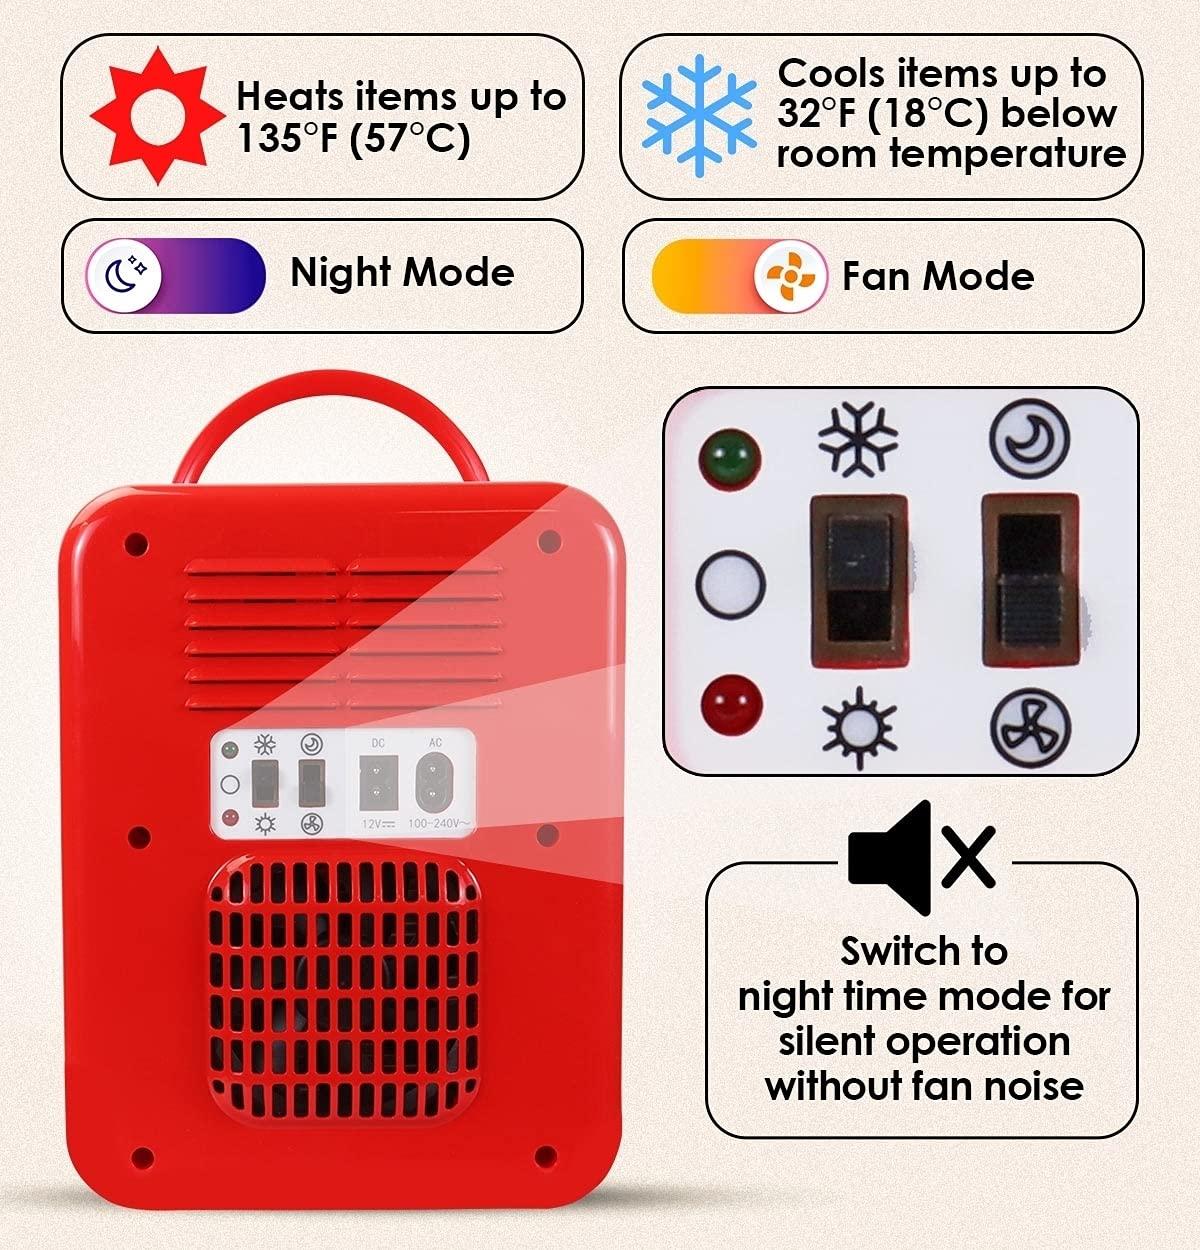 Heats items up to
135°F (57°C)
Cools items up to
32°F (18°C) below
room temperature
Night Mode
Fan Mode
DC
AC
12V⎓
100-240V~
Switch to
night time mode for
silent operation
without fan noise